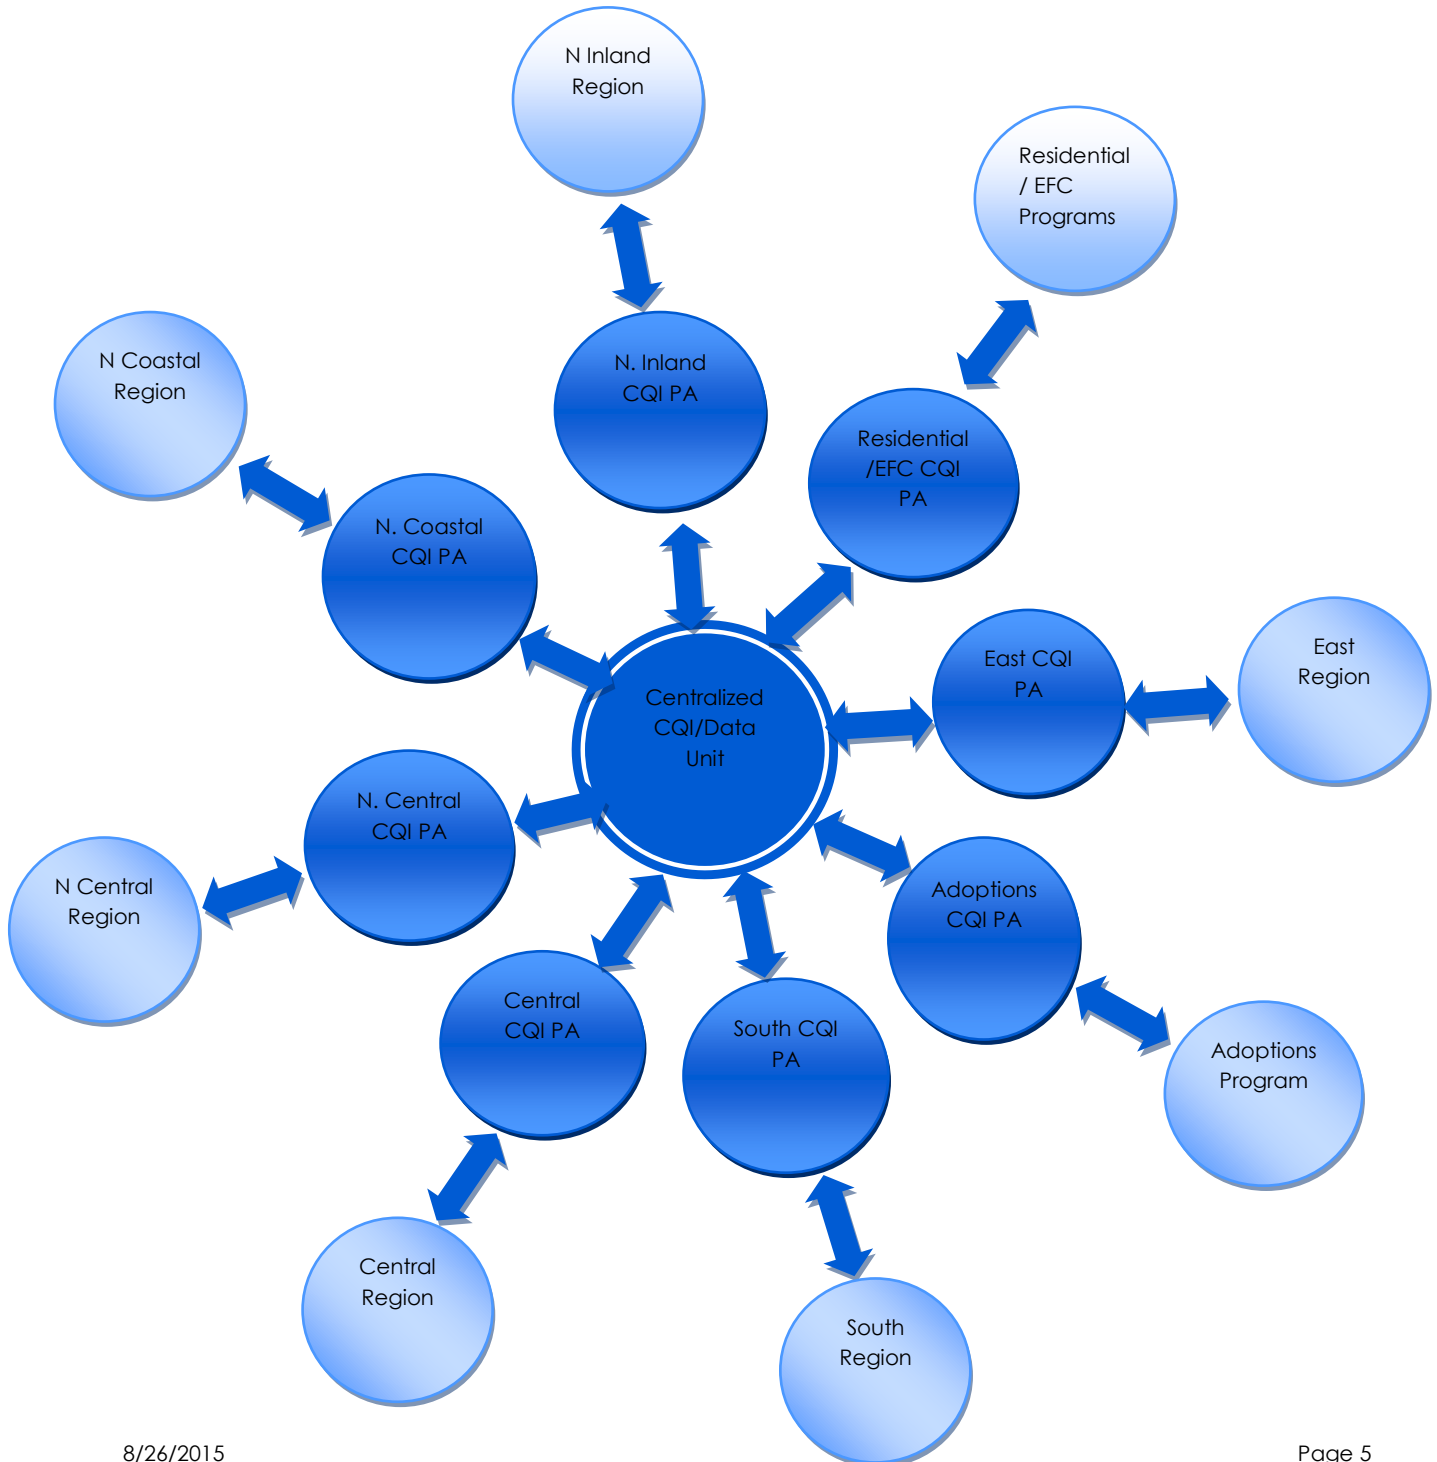 N Inland
Region
Residential
/ EFC
Programs
N Coastal
Region
N. Inland
CQI PA
Residential
/EFC CQI
PA
N. Coastal
CQI PA
East
Region
East CQI
PA
Centralized
CQI/Data
Unit
N. Central
CQI PA
N Central
Region
Adoptions
CQI PA
Central
CQI PA
South CQI
PA
Adoptions
Program
Central
Region
South
Region
8/26/2015
Page 5